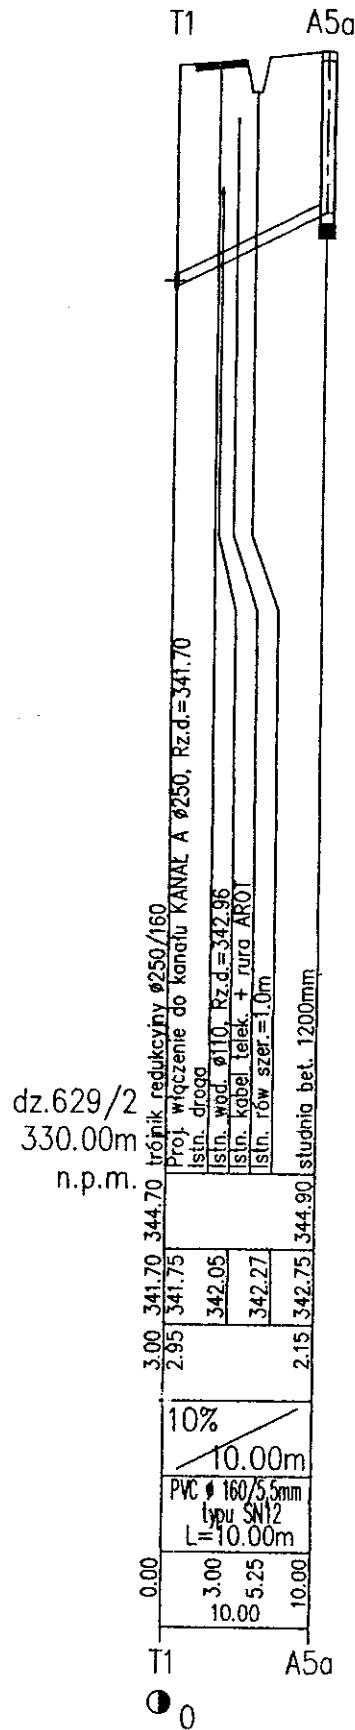 T1 A5a
trójnik redukcyjny ø250/160
Proj. włączenie do kanału KANAŁ A ø250, Rz.d.=341.70
Istn. droga
Istn. wod. ø110, Rz.d.=342.96
Istn. kabel telek. + rura AROT
Istn. rów szer.=1.0m
studnia bet. 1200mm
dz.629/2
330.00m
n.p.m.
344.70 344.90
341.70 341.75 342.05 342.27 342.75
3.00 2.95 2.15
10%
10.00m
PVC ø 160/5,5mm
typu SN12
L=10.00m
0.00 3.00 5.25 10.00
10.00
T1 A5a
0